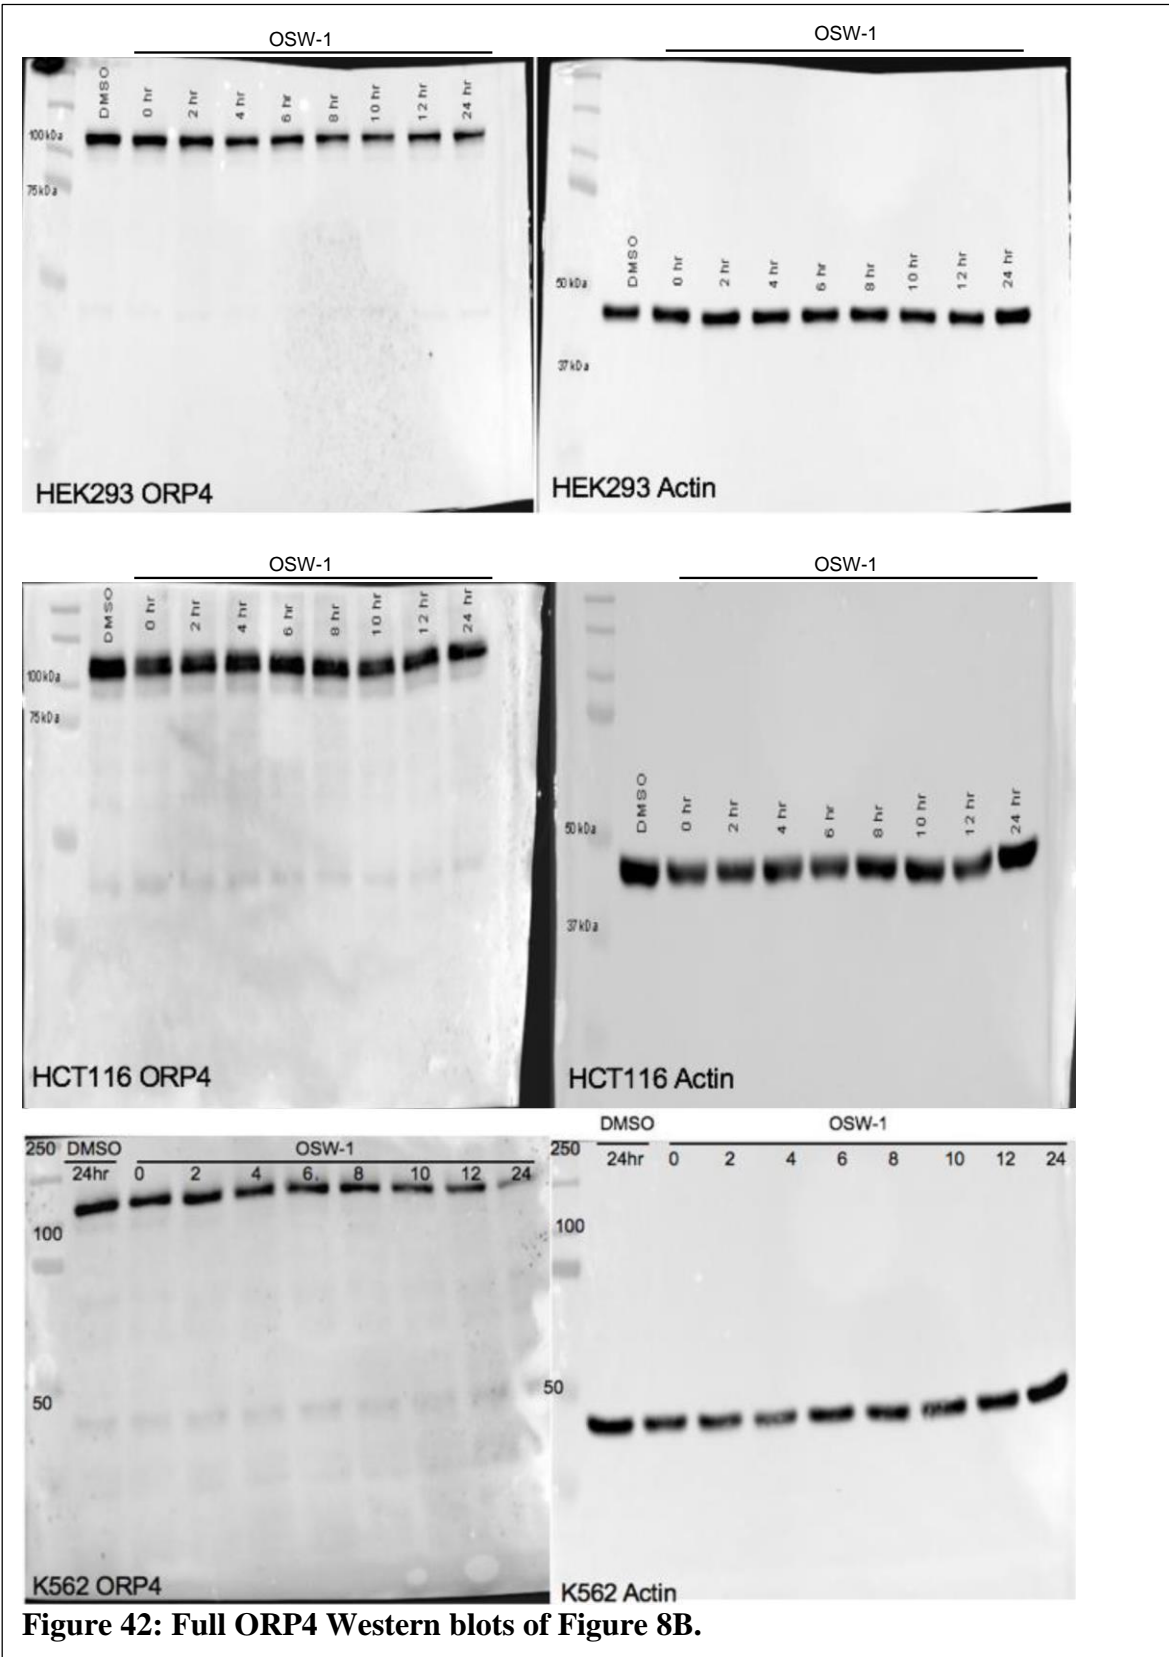 OSW-1
OSW-1
DMSO 0 hr 2 hr 4 hr 6 hr 8 hr 10 hr 12 hr 24 hr
100kDa
75kDa
HEK293 ORP4
DMSO 0 hr 2 hr 4 hr 6 hr 8 hr 10 hr 12 hr 24 hr
50kDa
37kDa
HEK293 Actin
OSW-1
OSW-1
DMSO 0 hr 2 hr 4 hr 6 hr 8 hr 10 hr 12 hr 24 hr
100kDa
75kDa
HCT116 ORP4
DMSO 0 hr 2 hr 4 hr 6 hr 8 hr 10 hr 12 hr 24 hr
50kDa
37kDa
HCT116 Actin
250 DMSO OSW-1
24hr 0 2 4 6. 8 10 12 24
100
50
K562 ORP4
DMSO OSW-1
250
24hr 0 2 4 6 8 10 12 24
100
50
K562 Actin
Figure 42: Full ORP4 Western blots of Figure 8B.